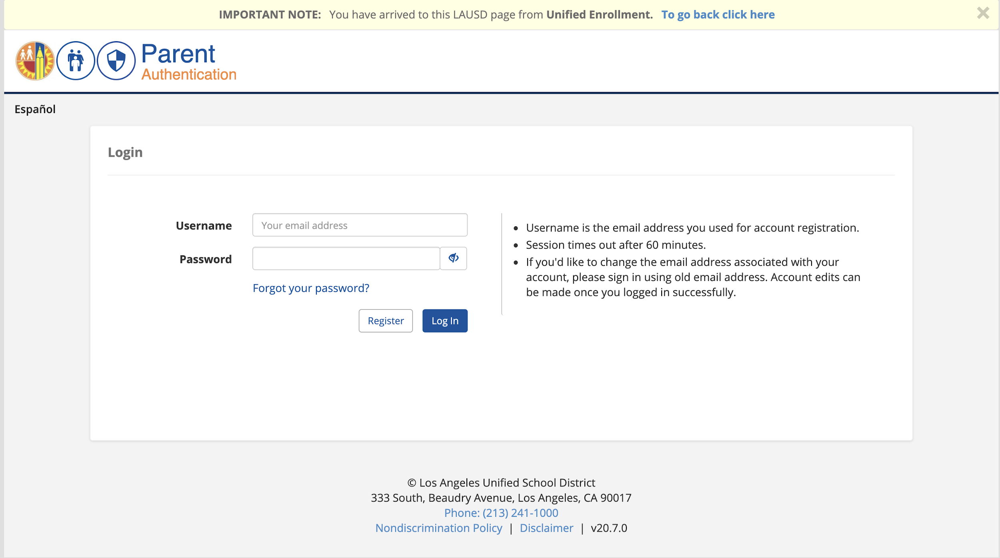 IMPORTANT NOTE: You have arrived to this LAUSD page from Unified Enrollment. To go back click here
Parent
Authentication
Español
Login
Username
Your email address
Password
Forgot your password?
Register
Log In
Username is the email address you used for account registration.
Session times out after 60 minutes.
If you'd like to change the email address associated with your
account, please sign in using old email address. Account edits can
be made once you logged in successfully.
© Los Angeles Unified School District
333 South, Beaudry Avenue, Los Angeles, CA 90017
Phone: (213) 241-1000
Nondiscrimination Policy | Disclaimer | v20.7.0